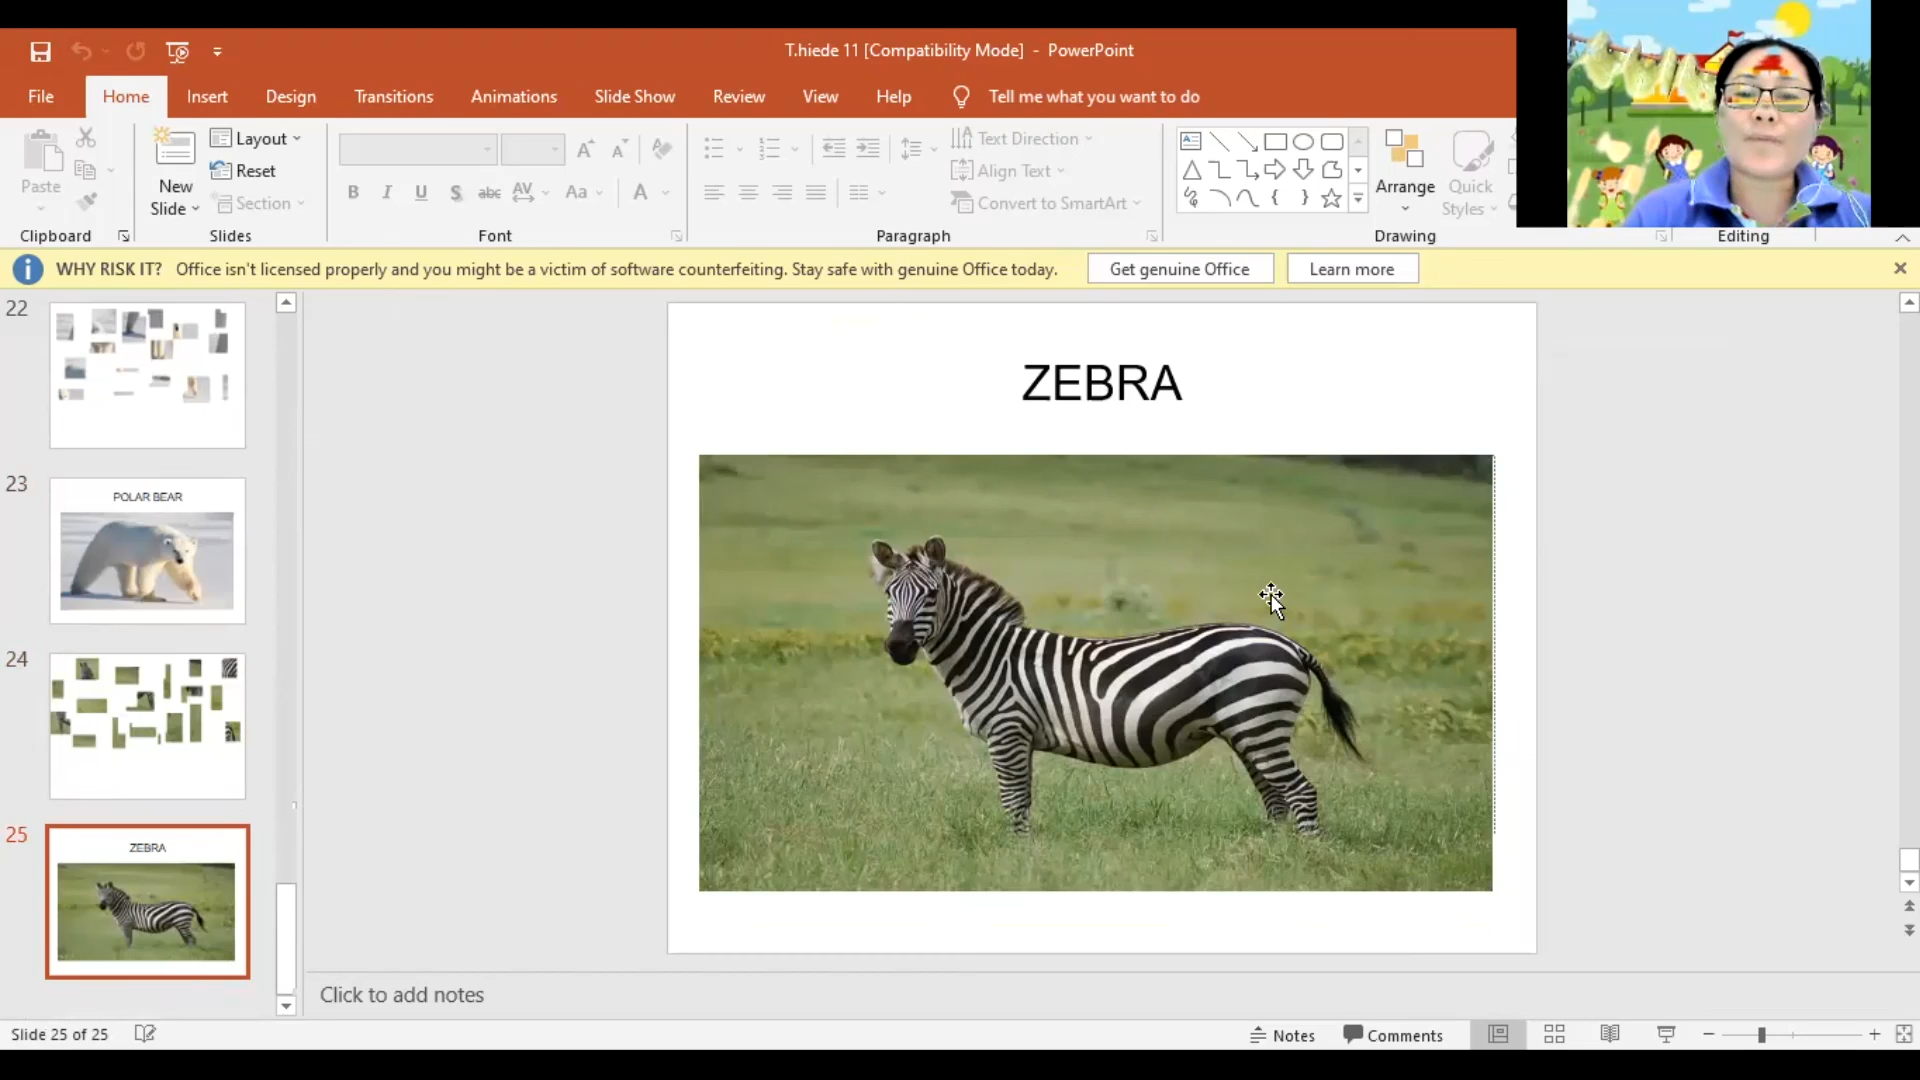 T.hiede 11 [Compatibility Mode] - PowerPoint
File Home Insert Design Transitions Animations Slide Show Review View Help Tell me what you want to do
Paste
New Slide
Layout
Reset
Section
B I U S abc AV Aa A
Text Direction
Align Text
Convert to SmartArt
Arrange
Quick Styles
Clipboard Slides Font Paragraph Drawing Editing
WHY RISK IT? Office isn't licensed properly and you might be a victim of software counterfeiting. Stay safe with genuine Office today. Get genuine Office Learn more
22
23
POLAR BEAR
24
25
ZEBRA
ZEBRA
Click to add notes
Slide 25 of 25 Notes Comments